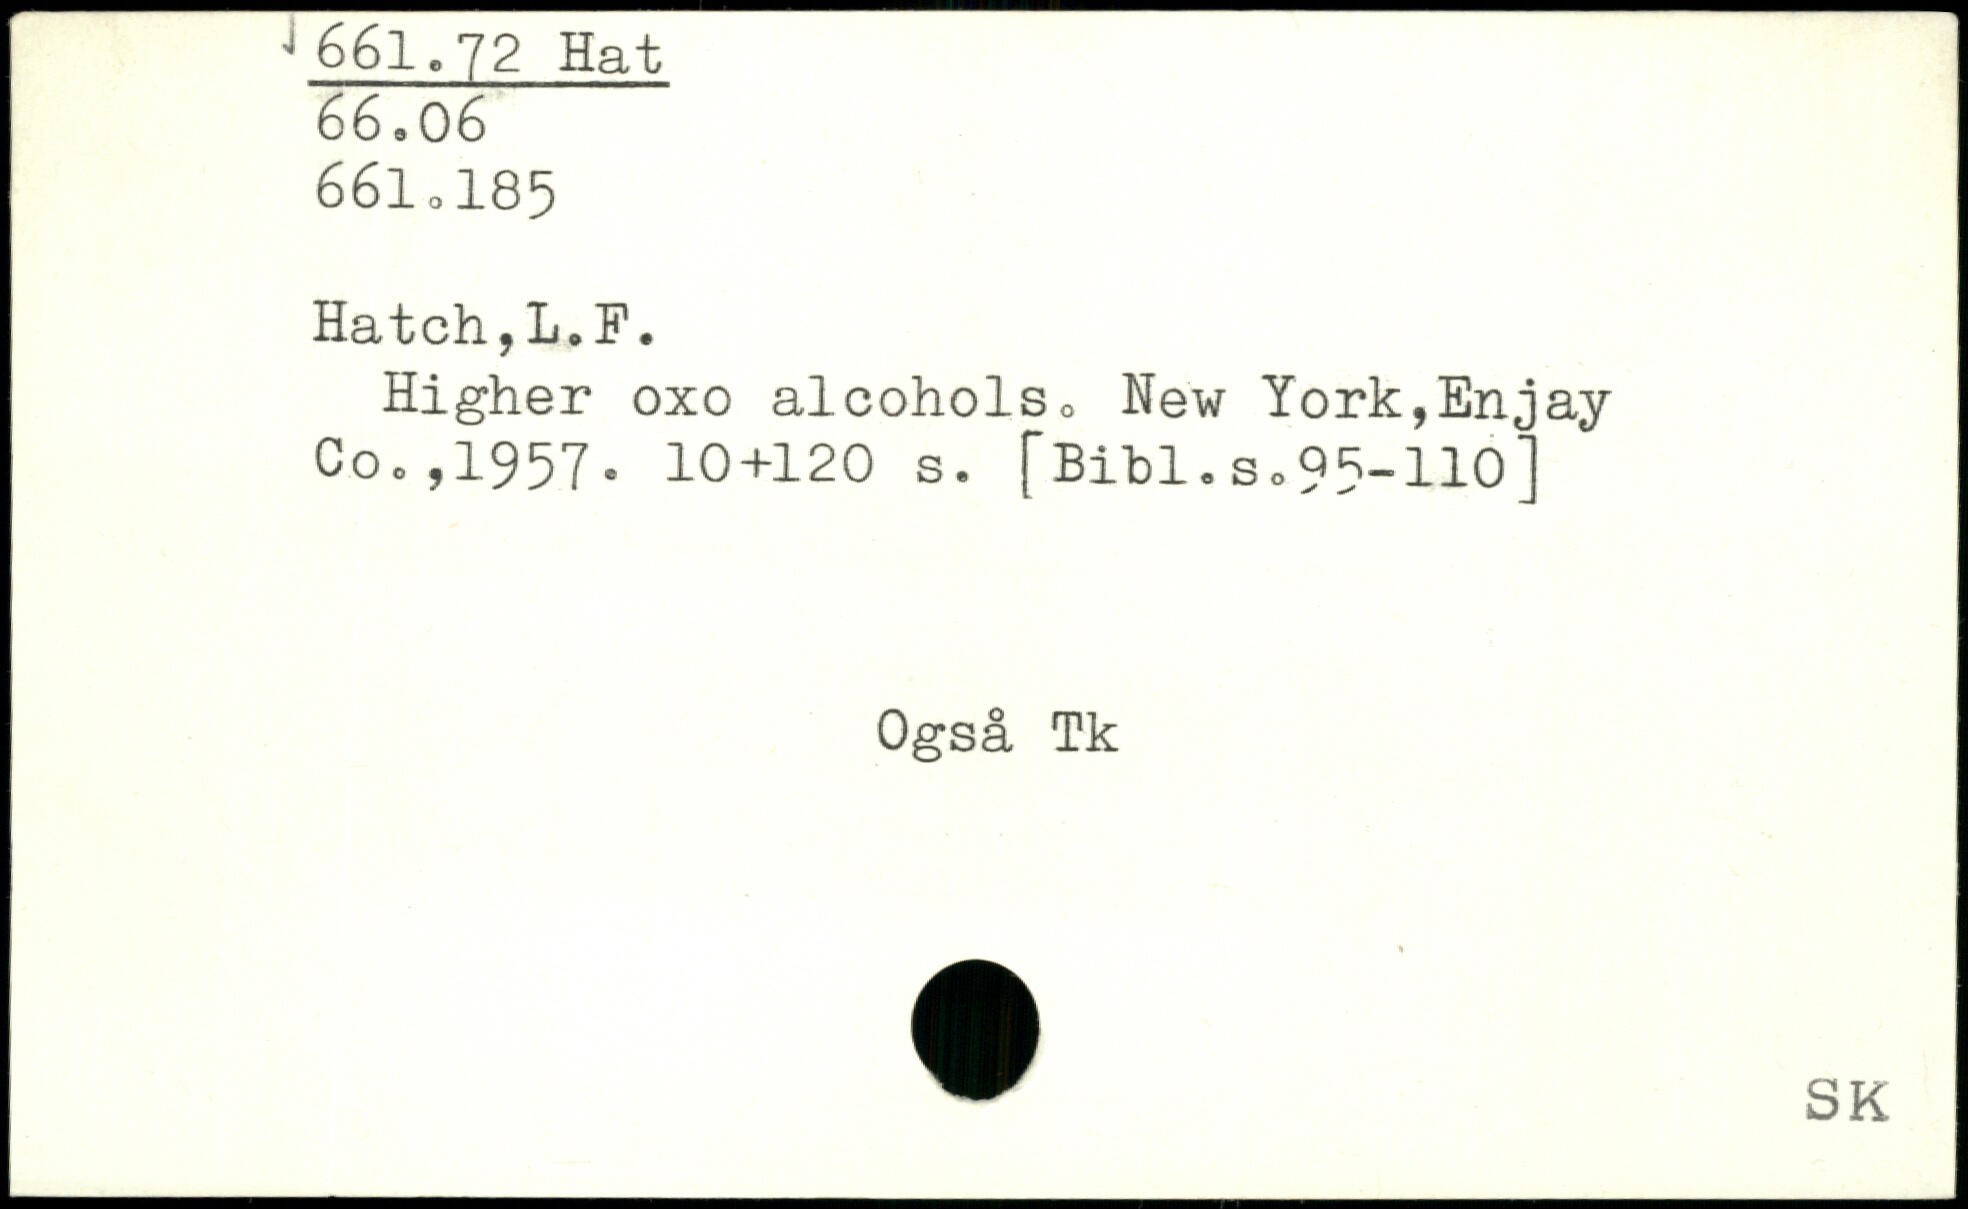 661.72 Hat
66.06
661.185
Hatch,L.F.
Higher oxo alcohols. New York,Enjay
Co.,1957. 10+120 s. [Bibl.s.95-110]
Også Tk
SK